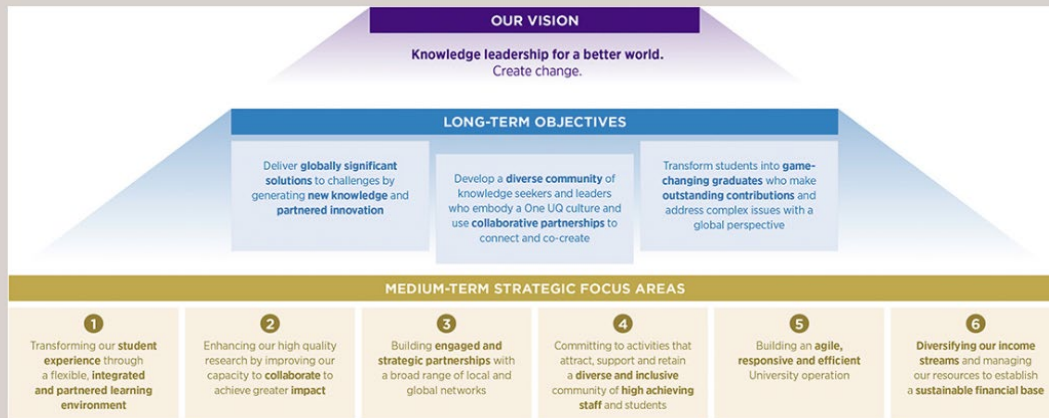 OUR VISION
Knowledge leadership for a better world.
Create change.
LONG-TERM OBJECTIVES
Deliver globally significant
solutions to challenges by
generating new knowledge and
partnered innovation
Develop a diverse community of
knowledge seekers and leaders
who embody a One UQ culture and
use collaborative partnerships to
connect and co-create
Transform students into game-
changing graduates who make
outstanding contributions and
address complex issues with a
global perspective
MEDIUM-TERM STRATEGIC FOCUS AREAS
1
Transforming our student
experience through
a flexible, integrated
and partnered learning
environment
2
Enhancing our high quality
research by improving our
capacity to collaborate to
achieve greater impact
3
Building engaged and
strategic partnerships with
a broad range of local and
global networks
4
Committing to activities that
attract, support and retain
a diverse and inclusive
community of high achieving
staff and students
5
Building an agile,
responsive and efficient
University operation
6
Diversifying our income
streams and managing
our resources to establish
a sustainable financial base